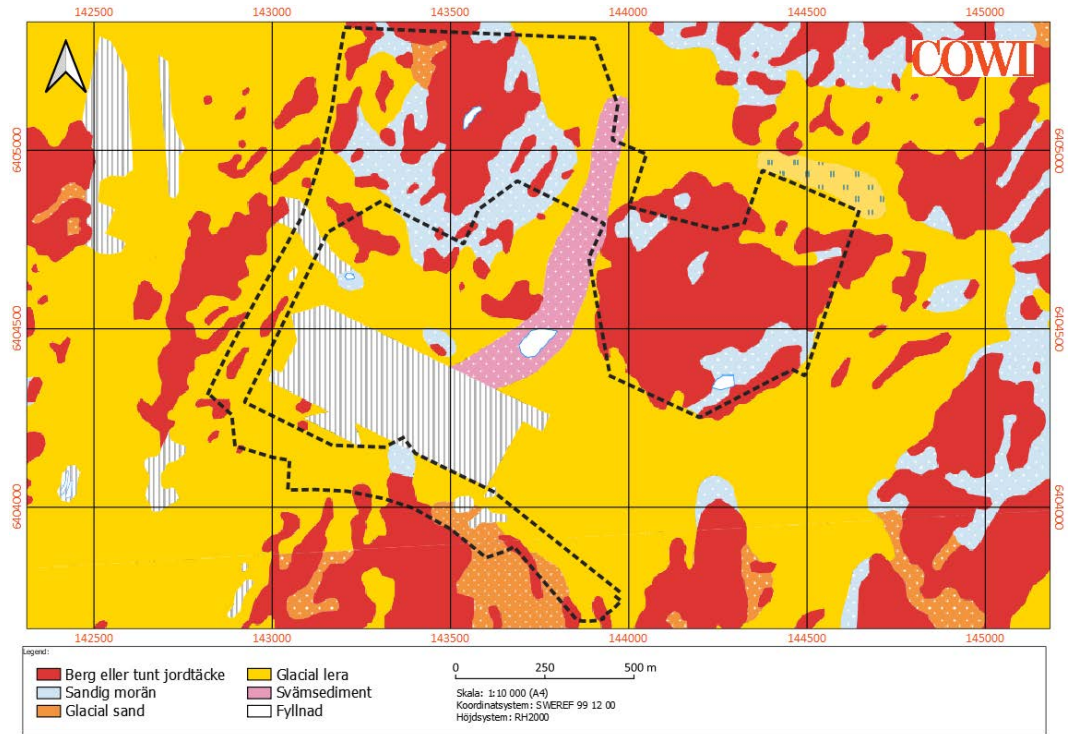 142500 143000 143500 144000 144500 145000
COWI
6405000 6405000
6404500 6404500
6404000 6404000
142500 143000 143500 144000 144500 145000
Legend:
Berg eller tunt jordtäcke
Sandig morän
Glacial sand
Glacial lera
Svämsediment
Fyllnad
0 250 500 m
Skala: 1:10 000 (A4)
Koordinatsystem: SWEREF 99 12 00
Höjdsystem: RH2000